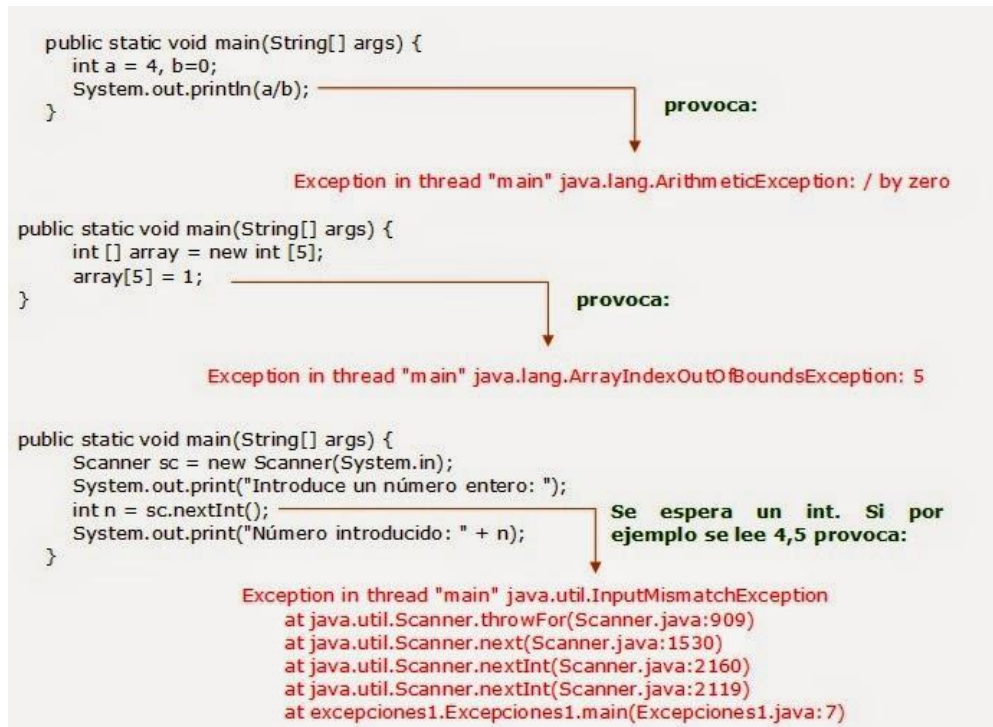 public static void main(String[] args) {
int a = 4, b=0;
System.out.println(a/b);
}
provoca:
Exception in thread "main" java.lang.ArithmeticException: / by zero
public static void main(String[] args) {
int [] array = new int [5];
array[5] = 1;
}
provoca:
Exception in thread "main" java.lang.ArrayIndexOutOfBoundsException: 5
public static void main(String[] args) {
Scanner sc = new Scanner(System.in);
System.out.print("Introduce un número entero: ");
int n = sc.nextInt();
System.out.print("Número introducido: " + n);
}
Se espera un int. Si por
ejemplo se lee 4,5 provoca:
Exception in thread "main" java.util.InputMismatchException
at java.util.Scanner.throwFor(Scanner.java:909)
at java.util.Scanner.next(Scanner.java:1530)
at java.util.Scanner.nextInt(Scanner.java:2160)
at java.util.Scanner.nextInt(Scanner.java:2119)
at excepciones1.Excepciones1.main(Excepciones1.java:7)